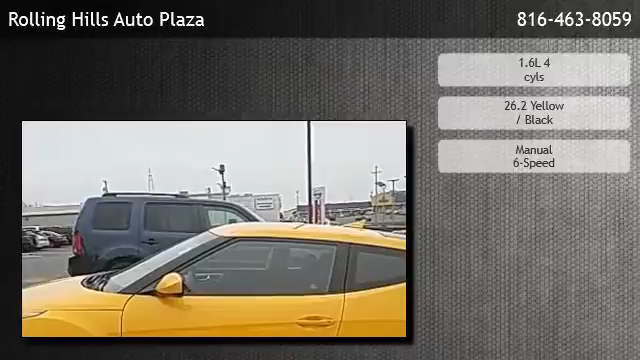 Rolling Hills Auto Plaza
816-463-8059
1.6L 4
cyls
26.2 Yellow
/ Black
Manual
6-Speed